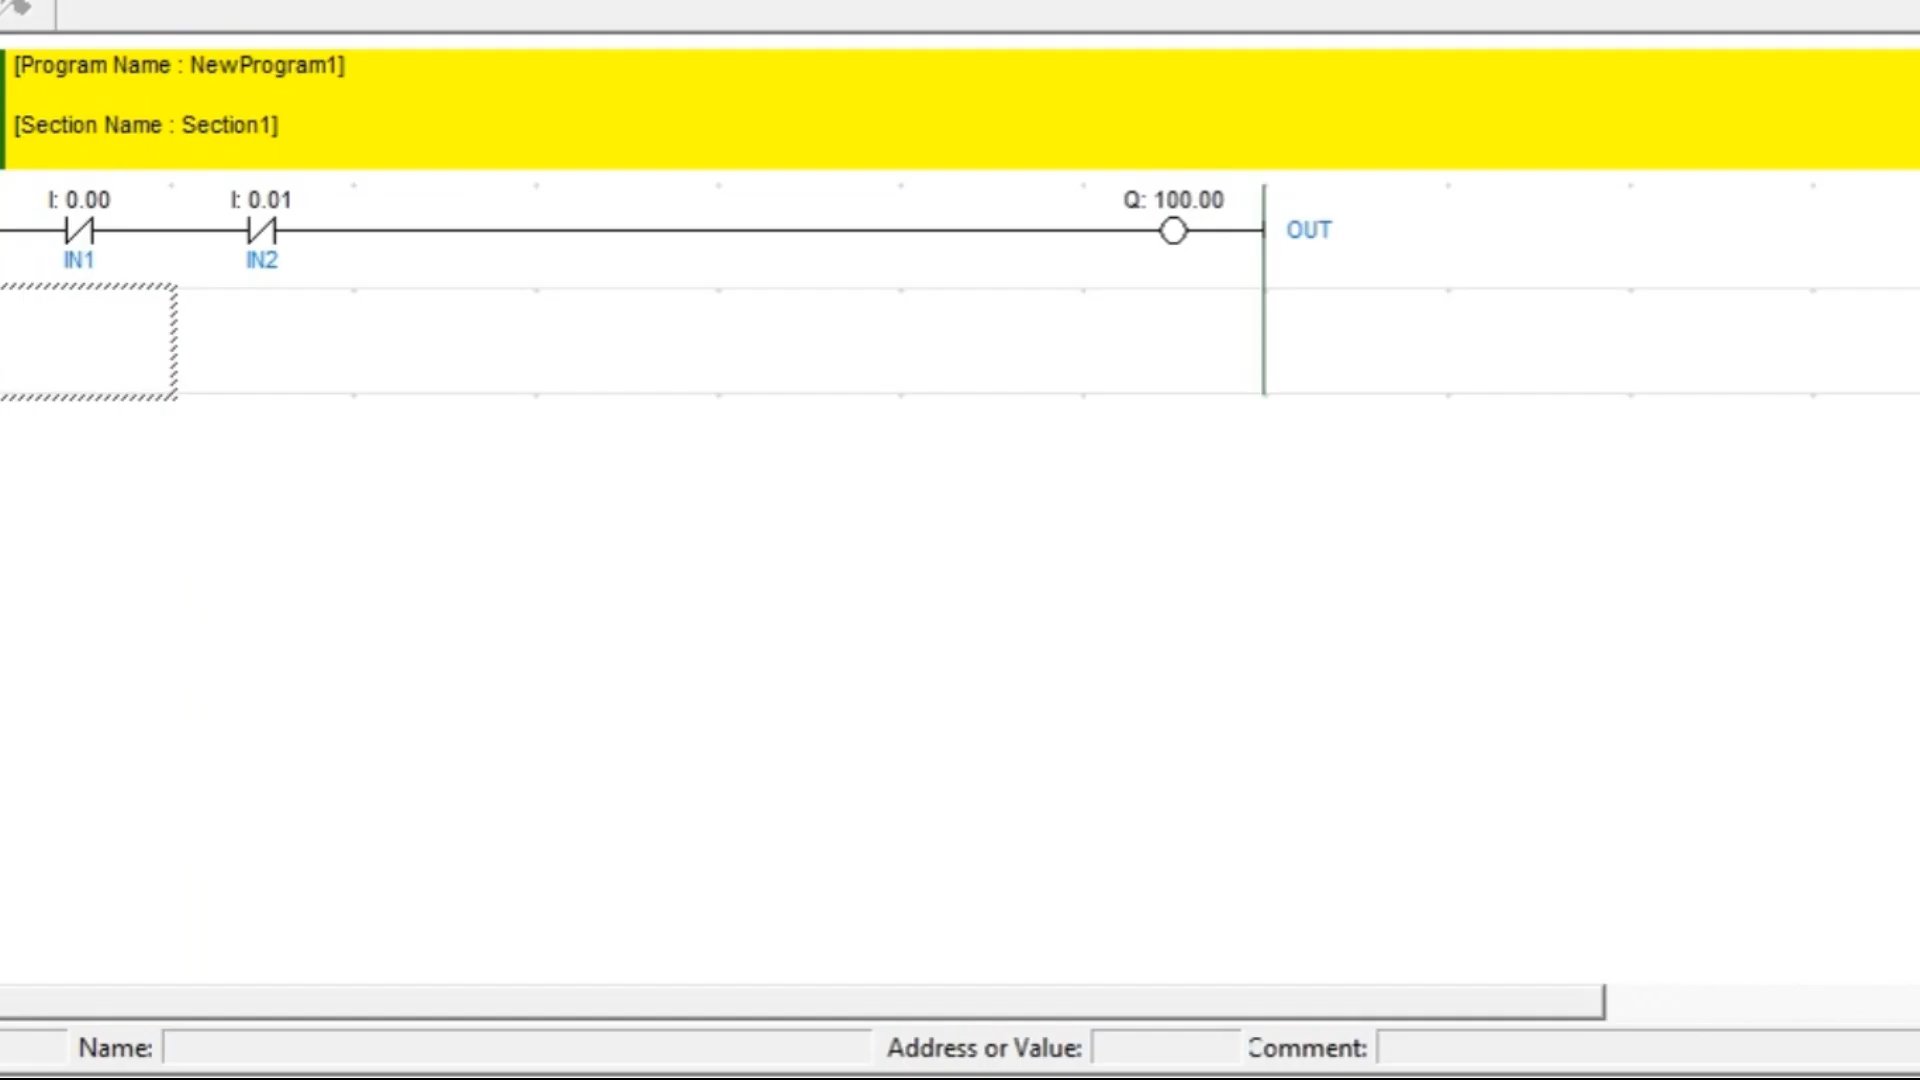 [Program Name : NewProgram1]
[Section Name : Section1]
I: 0.00 I: 0.01 Q: 100.00
OUT
IN1 IN2
Name: Address or Value: Comment: